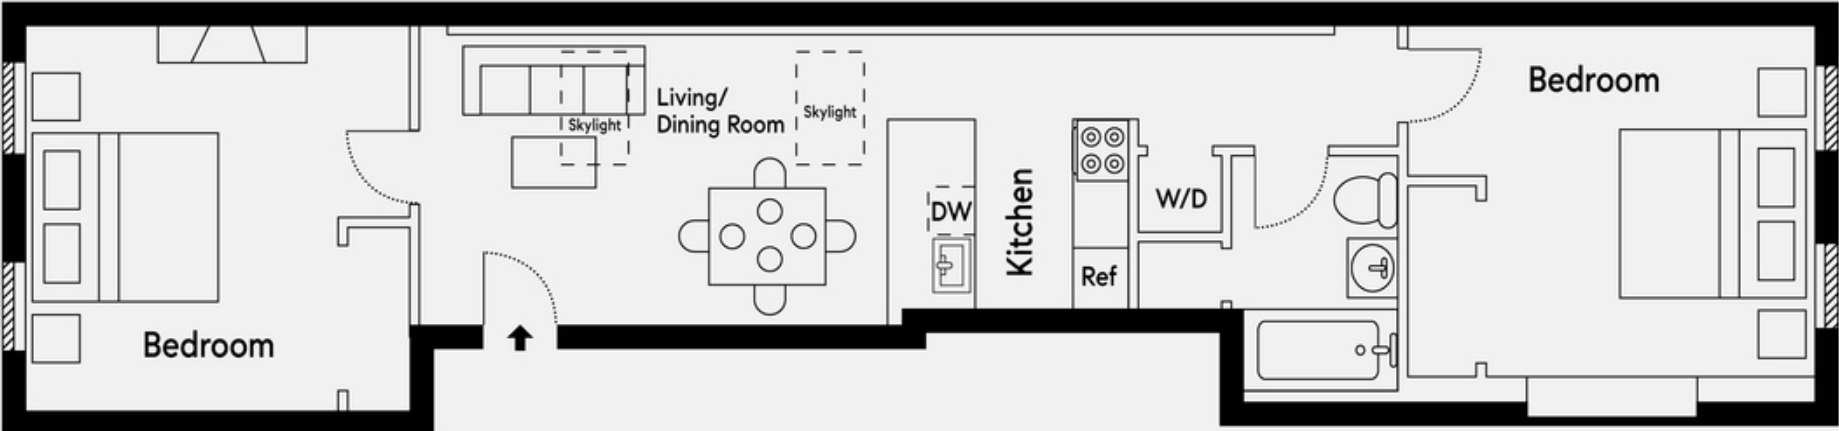 Bedroom
Living/
Dining Room
Skylight
Skylight
DW
Kitchen
Ref
W/D
Bedroom